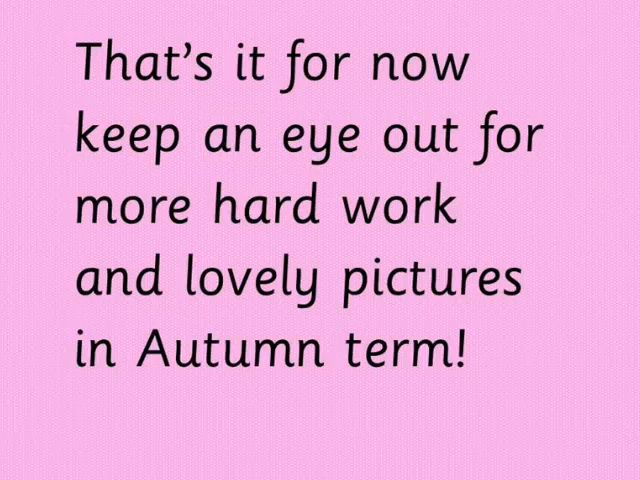 That’s it for now
keep an eye out for
more hard work
and lovely pictures
in Autumn term!